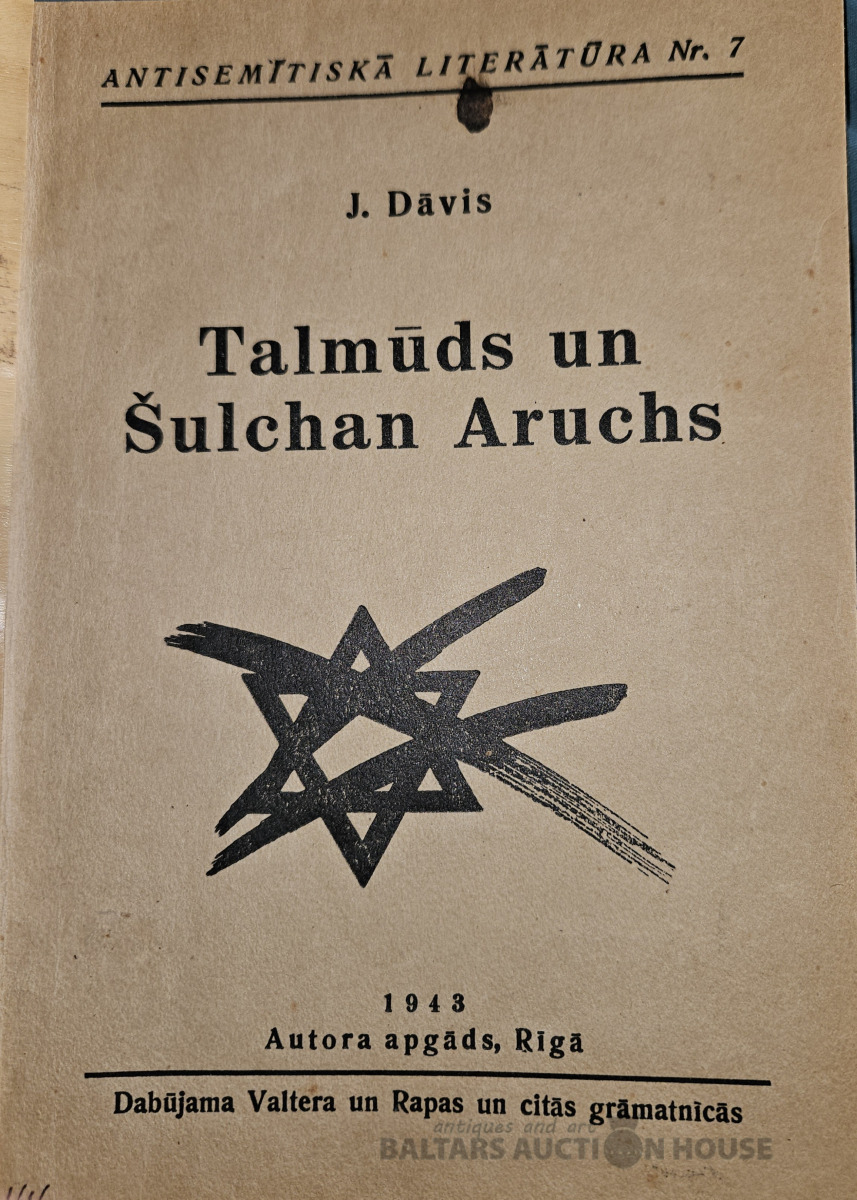 ANTISEMĪTISKĀ LITERĀTŪRA Nr. 7
J. Dāvis
Talmūds un
Šulchan Aruchs
1943
Autora apgāds, Rīgā
Dabūjama Valtera un Rapas un citās grāmatnīcās
antiques and art
BALTARS AUCTION HOUSE